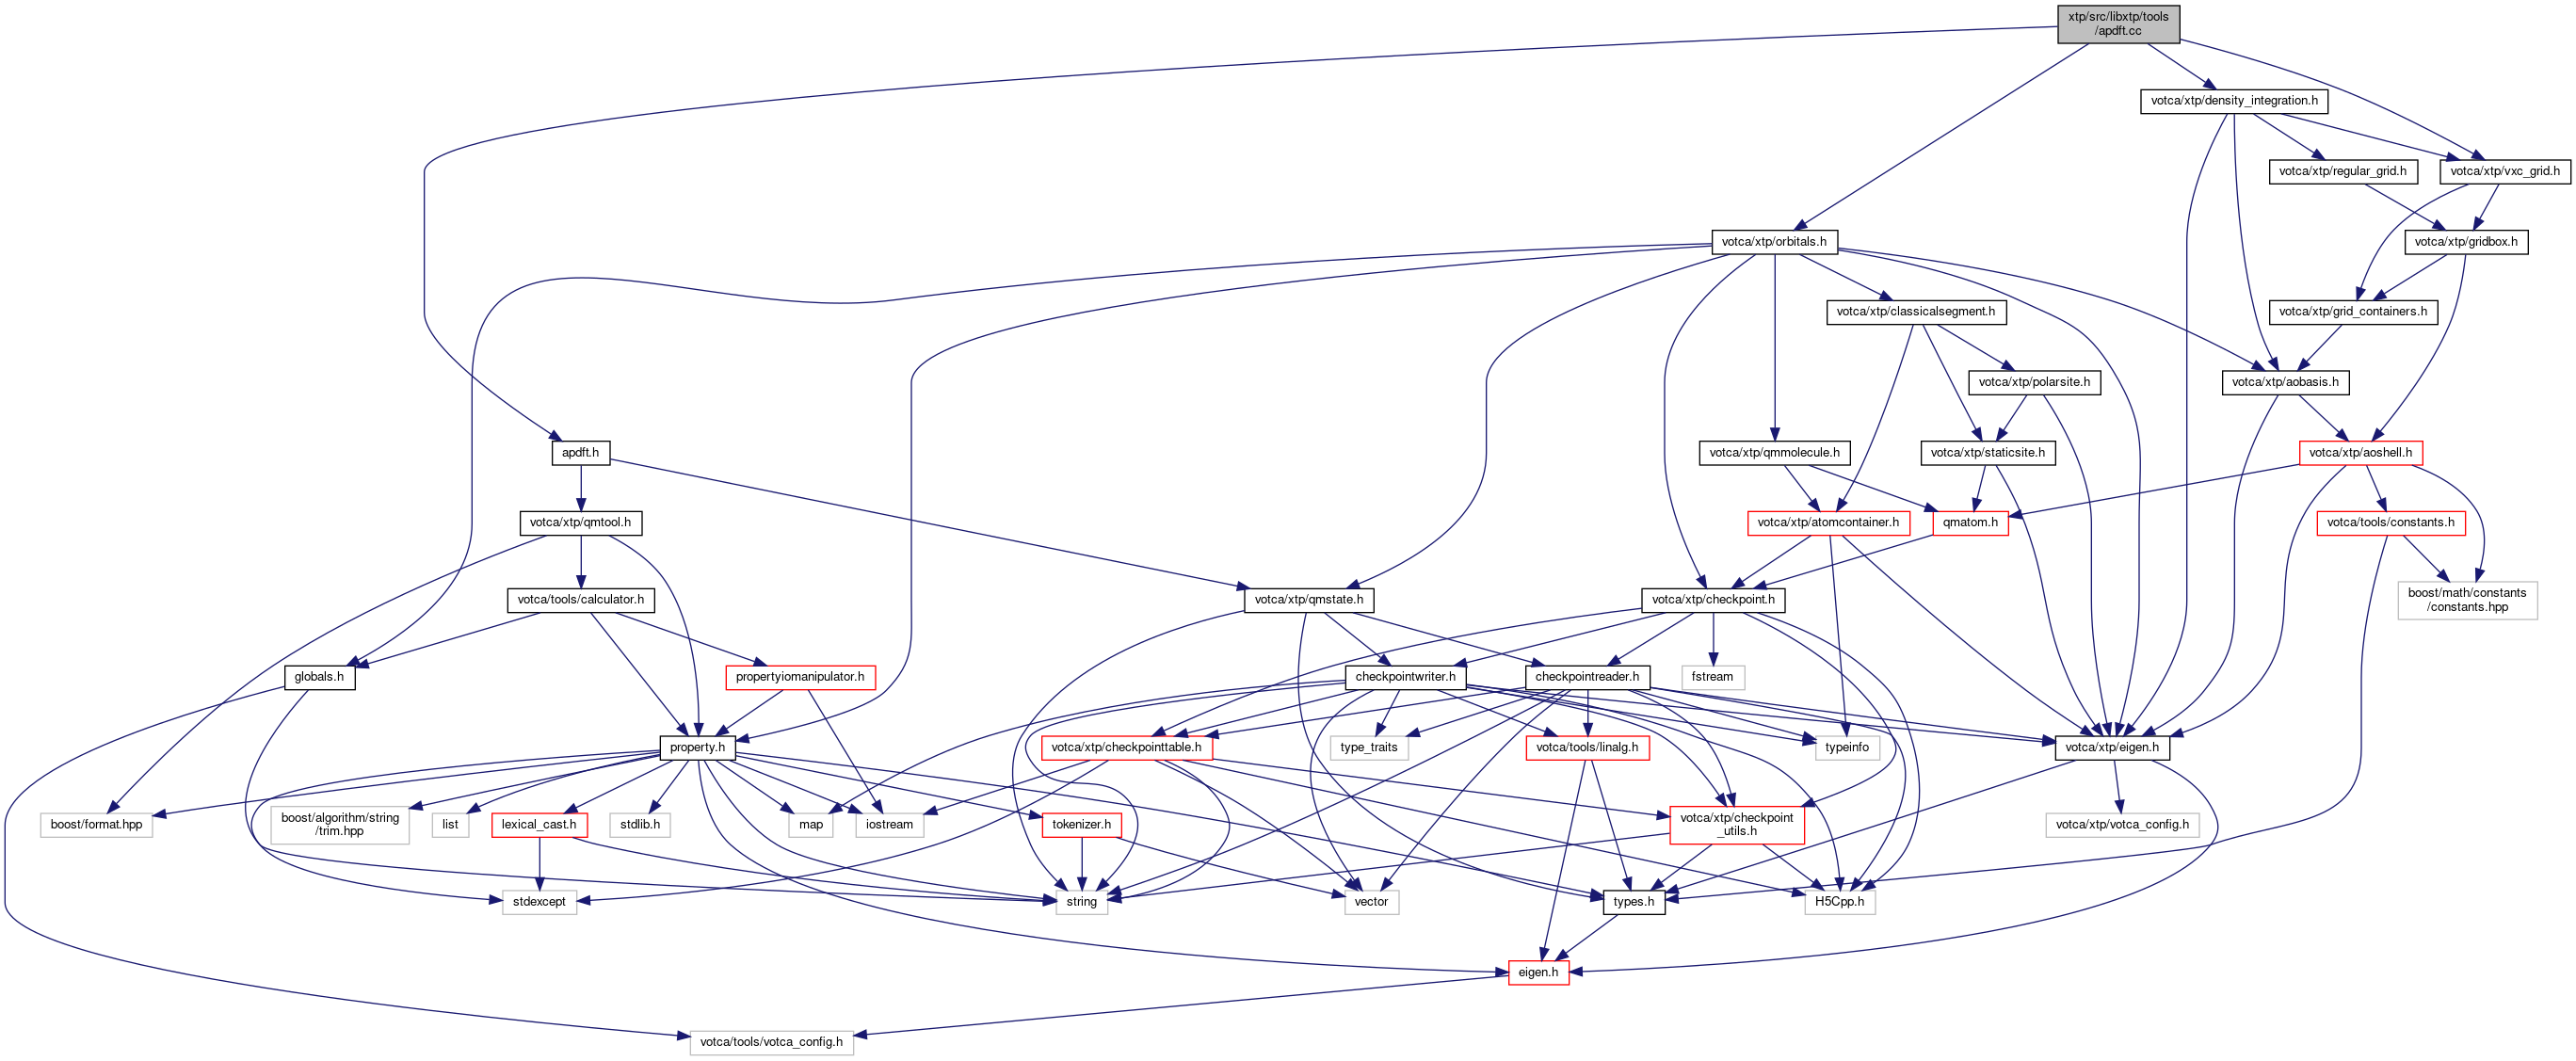 xtp/src/libxtp/tools
/apdft.cc
votca/xtp/density_integration.h
votca/xtp/regular_grid.h
votca/xtp/vxc_grid.h
votca/xtp/orbitals.h
votca/xtp/gridbox.h
votca/xtp/classicalsegment.h
votca/xtp/grid_containers.h
votca/xtp/polarsite.h
votca/xtp/aobasis.h
apdft.h
votca/xtp/qmmolecule.h
votca/xtp/staticsite.h
votca/xtp/aoshell.h
votca/xtp/qmtool.h
votca/xtp/atomcontainer.h
qmatom.h
votca/tools/constants.h
votca/tools/calculator.h
votca/xtp/qmstate.h
votca/xtp/checkpoint.h
boost/math/constants
/constants.hpp
globals.h
propertyiomanipulator.h
checkpointwriter.h
checkpointreader.h
fstream
property.h
votca/xtp/checkpointtable.h
type_traits
votca/tools/linalg.h
typeinfo
votca/xtp/eigen.h
boost/format.hpp
boost/algorithm/string
/trim.hpp
list
lexical_cast.h
stdlib.h
map
iostream
tokenizer.h
votca/xtp/checkpoint
_utils.h
votca/xtp/votca_config.h
stdexcept
string
vector
types.h
H5Cpp.h
eigen.h
votca/tools/votca_config.h